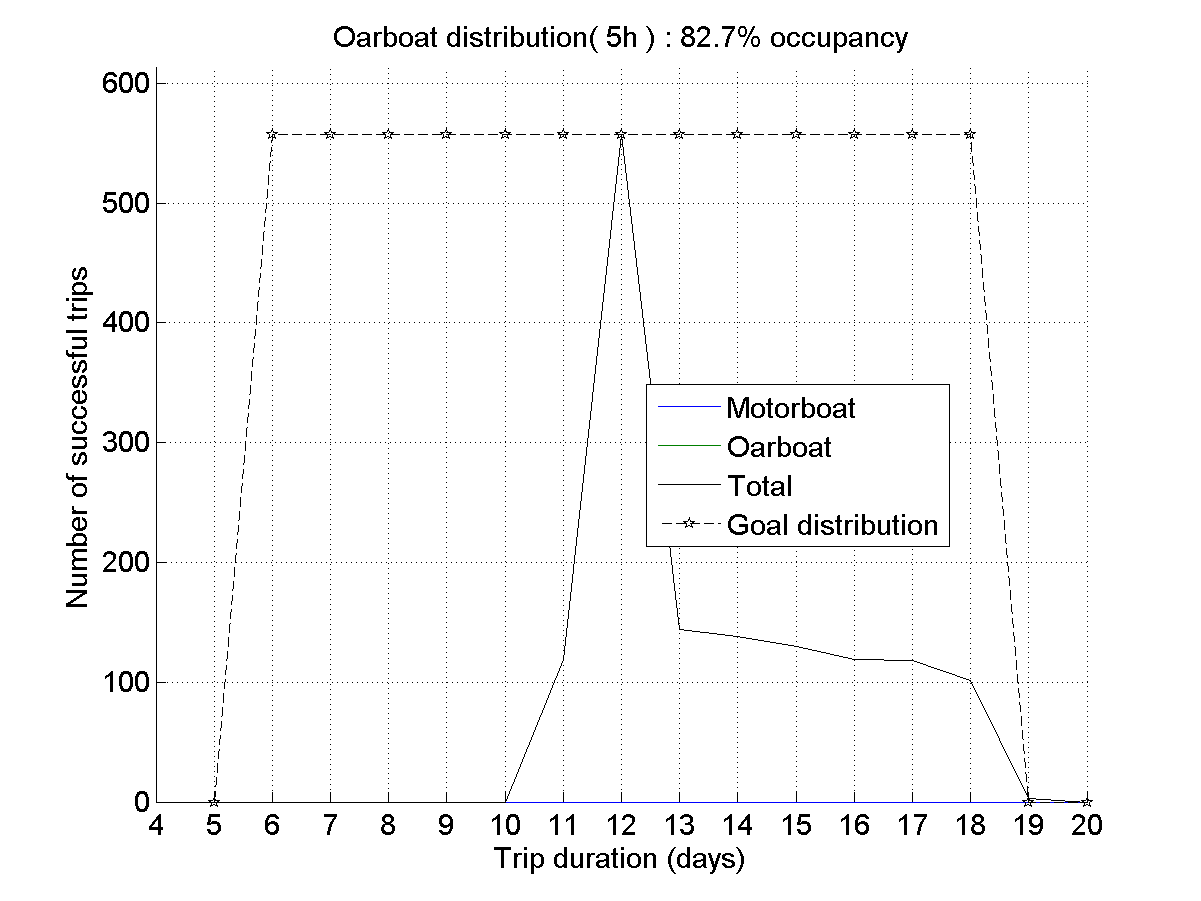 Oarboat distribution( 5h ) : 82.7% occupancy
Number of successful trips
600
500
400
300
200
100
0
Motorboat
Oarboat
Total
Goal distribution
4 5 6 7 8 9 10 11 12 13 14 15 16 17 18 19 20
Trip duration (days)